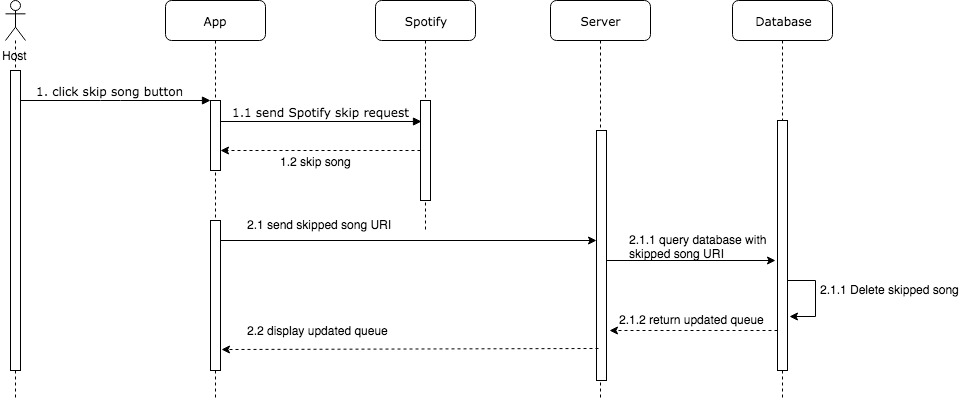 App
Spotify
Server
Database
Host
1. click skip song button
1.1 send Spotify skip request
1.2 skip song
2.1 send skipped song URI
2.1.1 query database with
skipped song URI
2.1.1 Delete skipped song
2.1.2 return updated queue
2.2 display updated queue